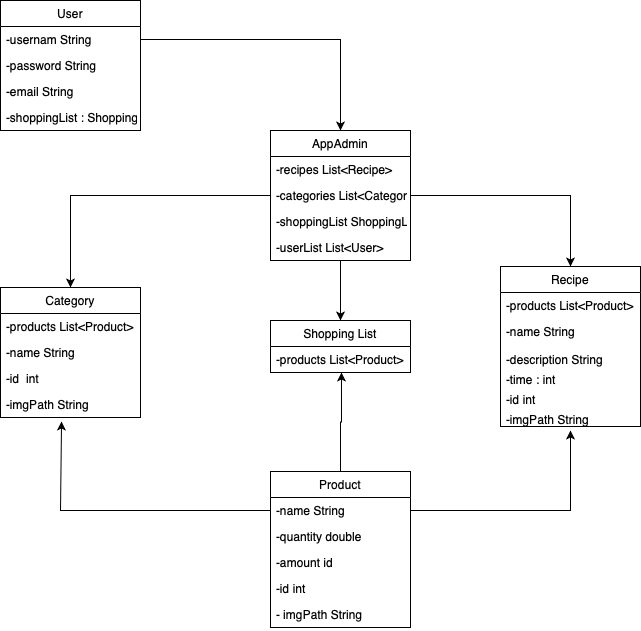 User
-usernam String
-password String
-email String
-shoppingList : Shopping
AppAdmin
-recipes List<Recipe>
-categories List<Categor
-shoppingList ShoppingL
-userList List<User>
Category
-products List<Product>
-name String
-id  int
-imgPath String
Shopping List
-products List<Product>
Recipe
-products List<Product>
-name String
-description String
-time : int
-id int
-imgPath String
Product
-name String
-quantity double
-amount id
-id int
- imgPath String